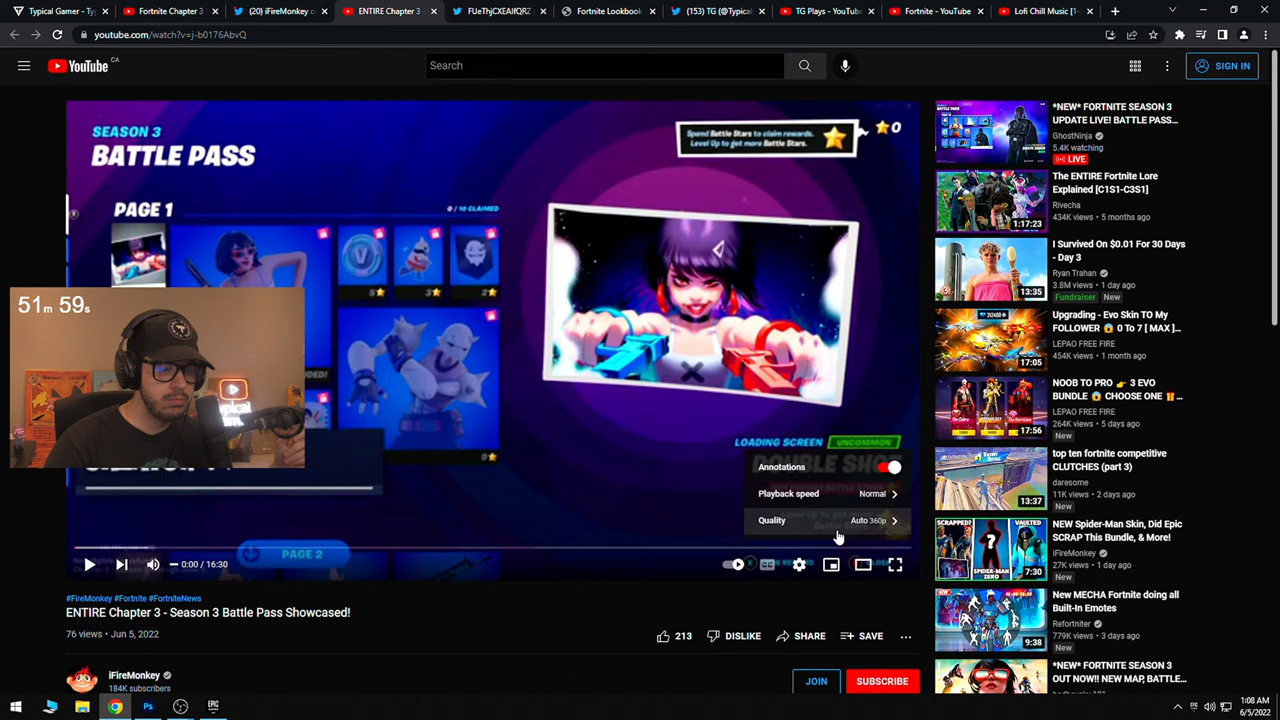 Typical Gamer - Typ
Fortnite Chapter 3
(20) iFireMonkey o
ENTIRE Chapter 3 -
FUeThjCXEAIfQRZ
Fortnite Lookbook
(153) TG (@Typical
TG Plays - YouTube
Fortnite - YouTube
Lofi Chill Music [1-
youtube.com/watch?v=j-b0176AbvQ
YouTube CA
Search
SIGN IN
SEASON 3
BATTLE PASS
Spend Battle Stars to claim rewards.
Level Up to get more Battle Stars.
0
PAGE 1
0 / 10 CLAIMED
51m 59s
LOADING SCREEN UNCOMMON
DOUBLE SHOT
Annotations
Playback speed Normal
Quality Auto 360p
PAGE 2
0:00 / 16:30
#FireMonkey #Fortnite #FortniteNews
ENTIRE Chapter 3 - Season 3 Battle Pass Showcased!
76 views • Jun 5, 2022
213 DISLIKE SHARE SAVE
iFireMonkey
184K subscribers
JOIN SUBSCRIBE
*NEW* FORTNITE SEASON 3
UPDATE LIVE! BATTLE PASS...
GhostNinja
5.4K watching
LIVE
The ENTIRE Fortnite Lore
Explained [C1S1-C3S1]
Rivecha
434K views • 5 months ago
1:17:23
I Survived On $0.01 For 30 Days
- Day 3
Ryan Trahan
3.8M views • 1 day ago
Fundraiser New
13:35
Upgrading - Evo Skin TO My
FOLLOWER 😱 0 To 7 [ MAX ]...
LEPAO FREE FIRE
454K views • 1 month ago
17:05
NOOB TO PRO 👉 3 EVO
BUNDLE 😱 CHOOSE ONE 🎁...
LEPAO FREE FIRE
264K views • 5 days ago
New
17:56
top ten fortnite competitive
CLUTCHES (part 3)
daresome
11K views • 2 days ago
New
13:37
NEW Spider-Man Skin, Did Epic
SCRAP This Bundle, & More!
iFireMonkey
27K views • 1 day ago
New
SCRAPPED?
VAULTED
SPIDER-MAN
ZERO
7:30
New MECHA Fortnite doing all
Built-In Emotes
Refortniter
779K views • 3 days ago
New
9:38
*NEW* FORTNITE SEASON 3
OUT NOW!! NEW MAP, BATTLE...
1:08 AM
6/5/2022